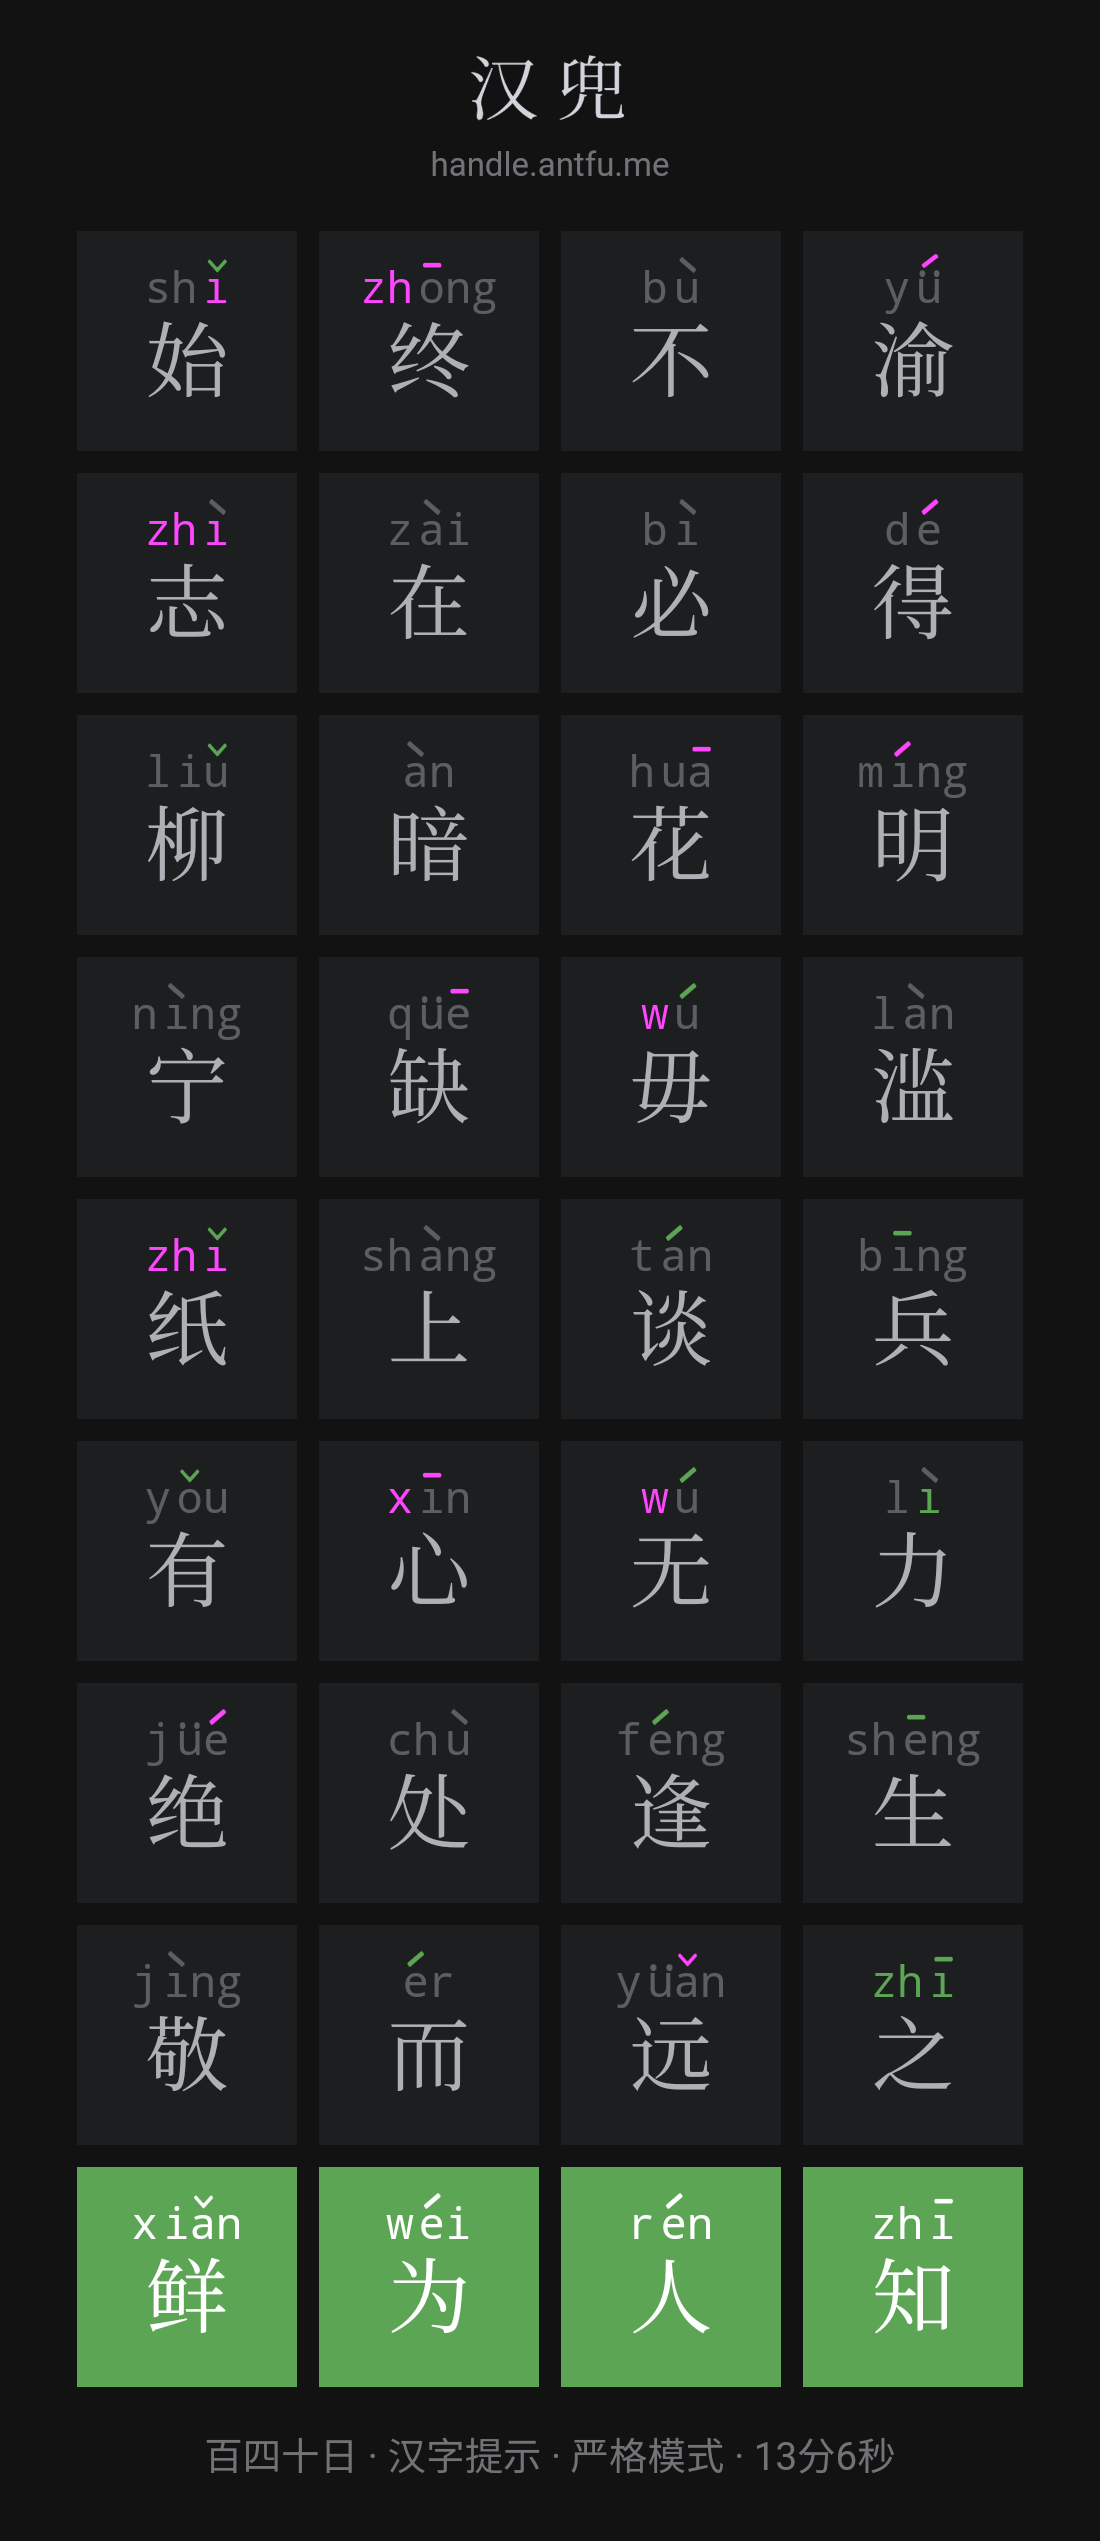 汉兜
handle.antfu.me
shǐ zhōng bù yǘ
始 终 不 渝
zhì zài bì dé
志 在 必 得
liǔ àn huā míng
柳 暗 花 明
nìng qüē wú làn
宁 缺 毋 滥
zhǐ shàng tán bīng
纸 上 谈 兵
yǒu xīn wú lì
有 心 无 力
jüé chù féng shēng
绝 处 逢 生
jìng ér yüǎn zhī
敬 而 远 之
xiǎn wéi rén zhī
鲜 为 人 知
百四十日 · 汉字提示 · 严格模式 · 13分6秒